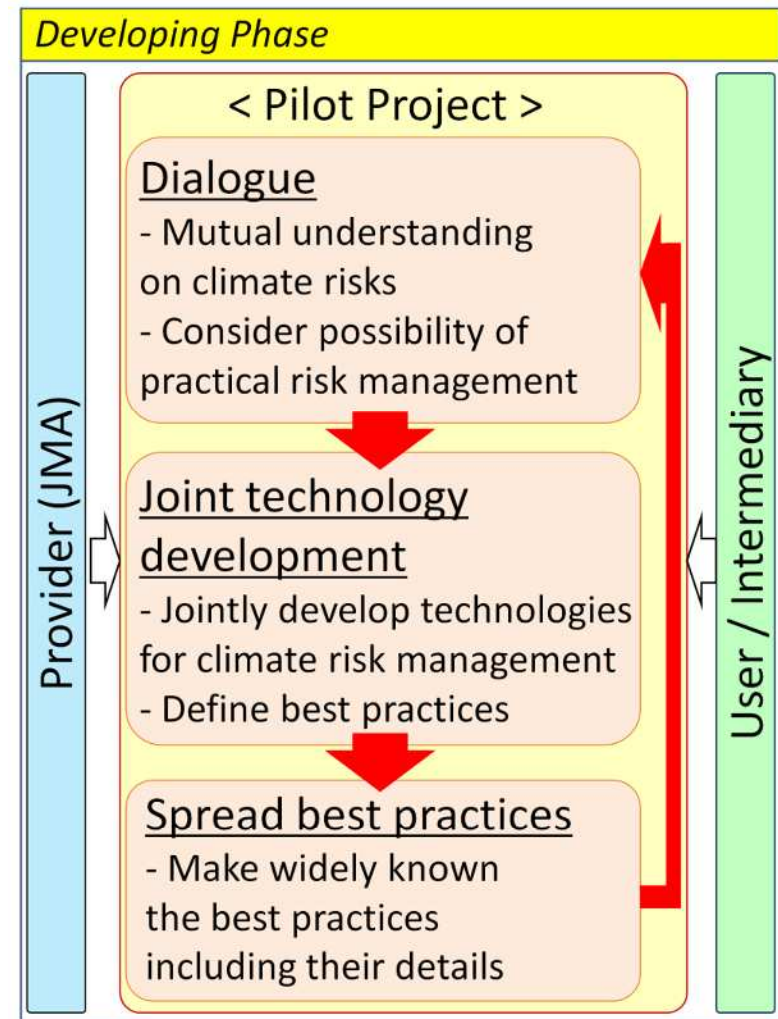 Developing Phase
Provider (JMA)
< Pilot Project >
Dialogue
- Mutual understanding
on climate risks
- Consider possibility of
practical risk management
Joint technology
development
- Jointly develop technologies
for climate risk management
- Define best practices
Spread best practices
- Make widely known
the best practices
including their details
User / Intermediary